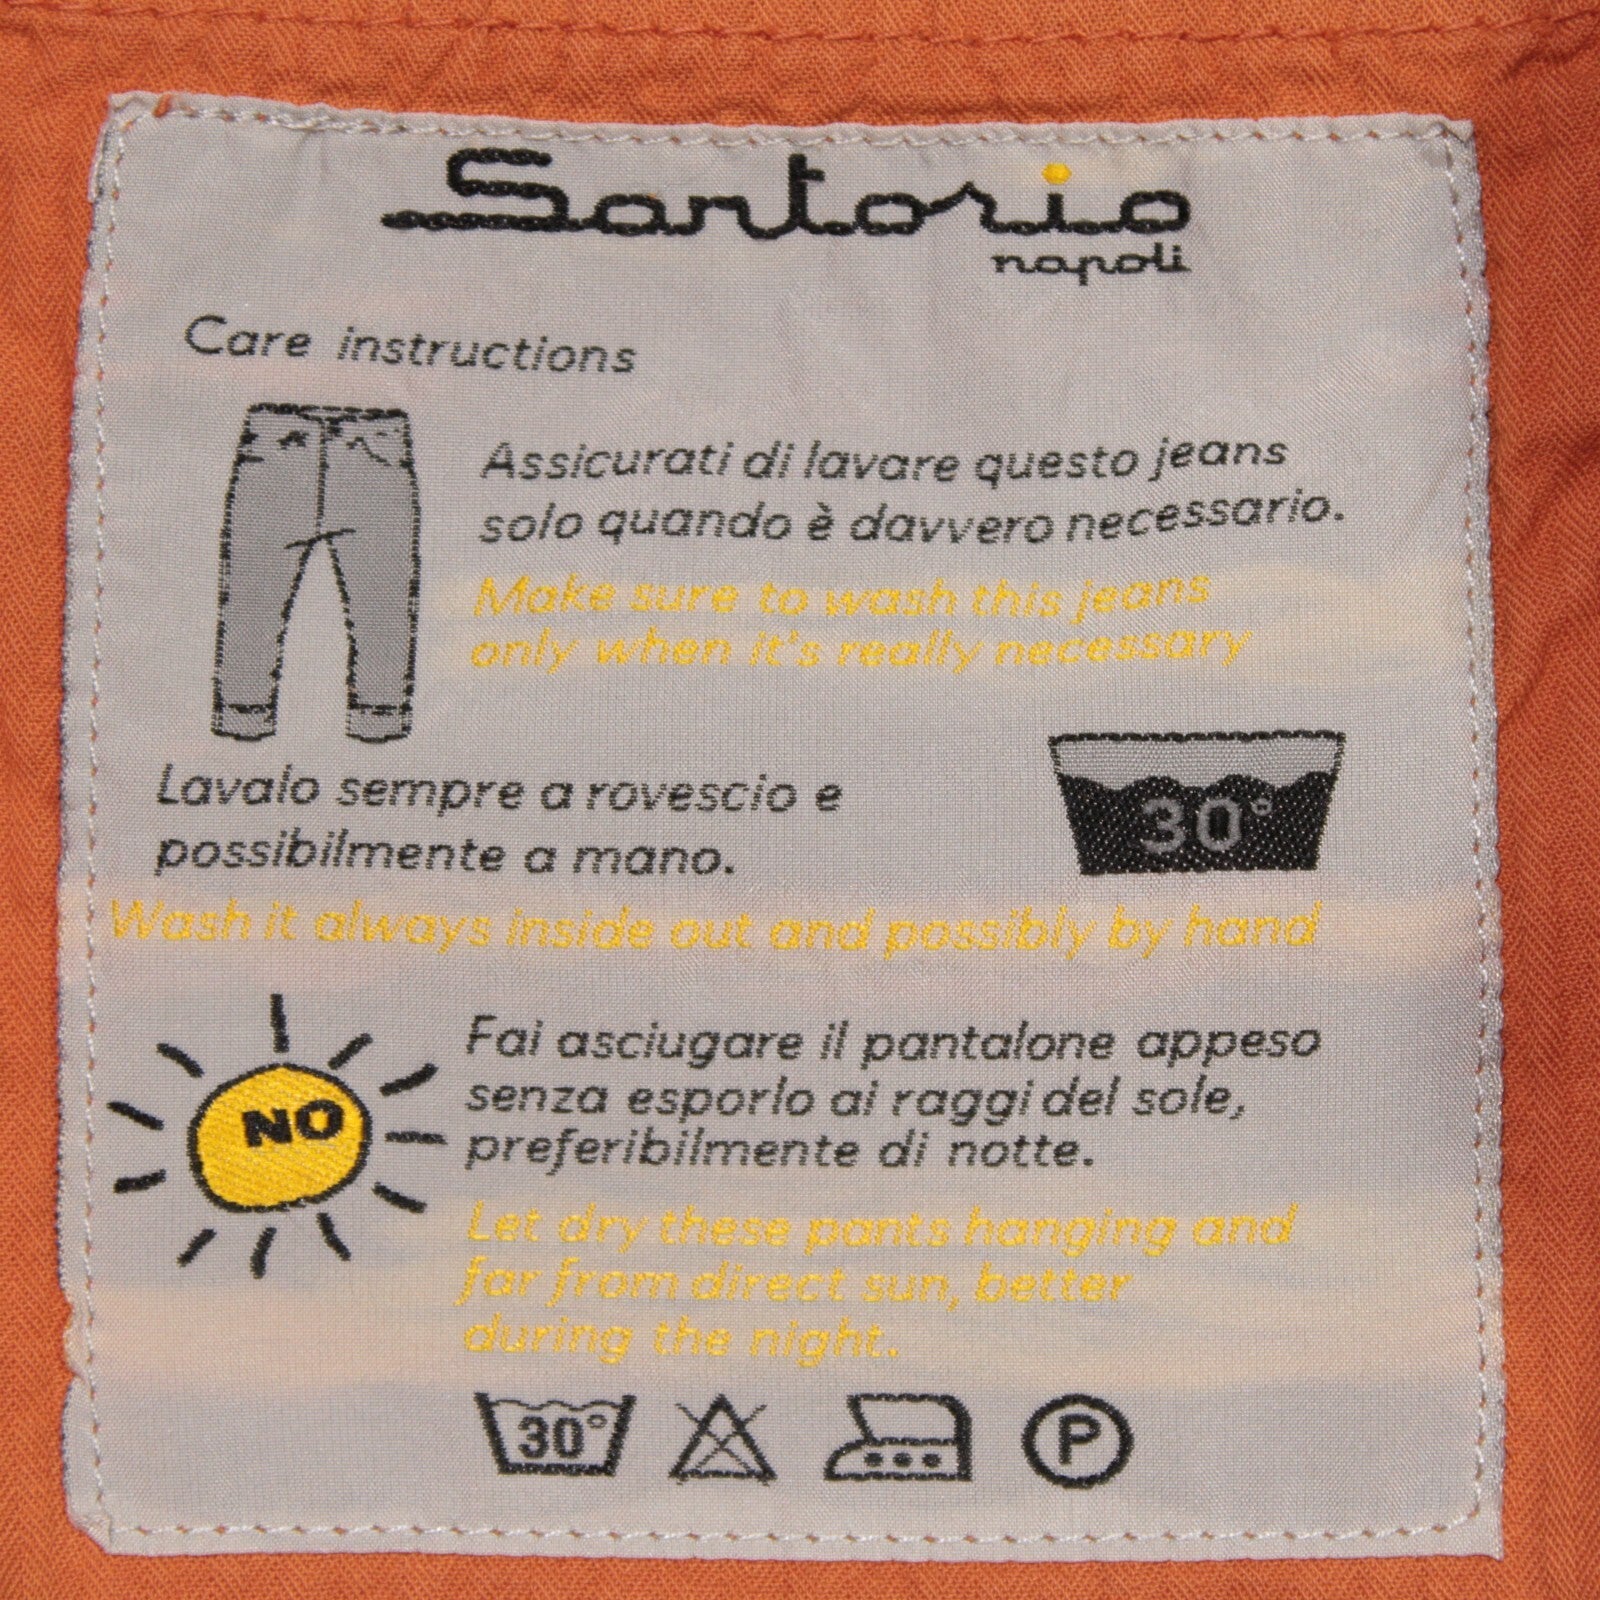 Sartorio
napoli
Care instructions
Assicurati di lavare questo jeans
solo quando è davvero necessario.
Make sure to wash this jeans
only when it's really necessary
30°
Lavalo sempre a rovescio e
possibilmente a mano.
Wash it always inside out and possibly by hand
NO
Fai asciugare il pantalone appeso
senza esporlo ai raggi del sole,
preferibilmente di notte.
Let dry these pants hanging and
far from direct sun, better
during the night.
30° P